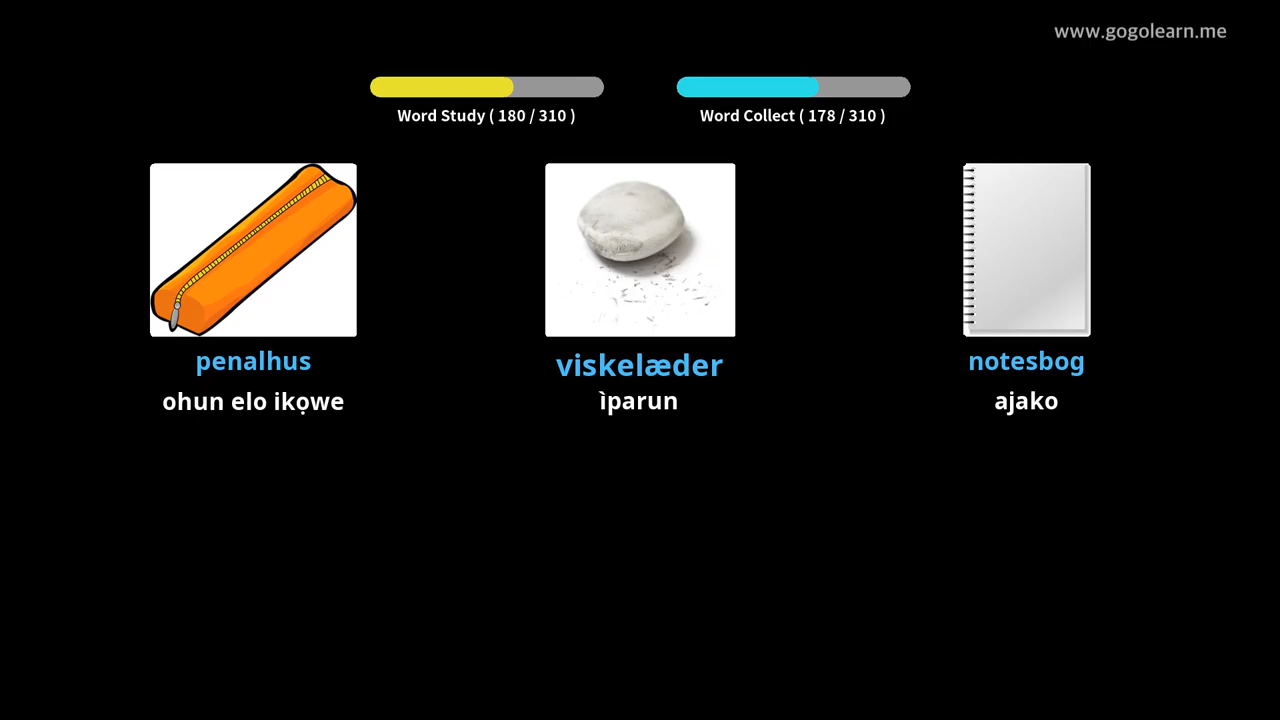 www.gogolearn.me
Word Study ( 180 / 310 )
Word Collect ( 178 / 310 )
penalhus
viskelæder
notesbog
ohun elo ikọwe
ìparun
ajako